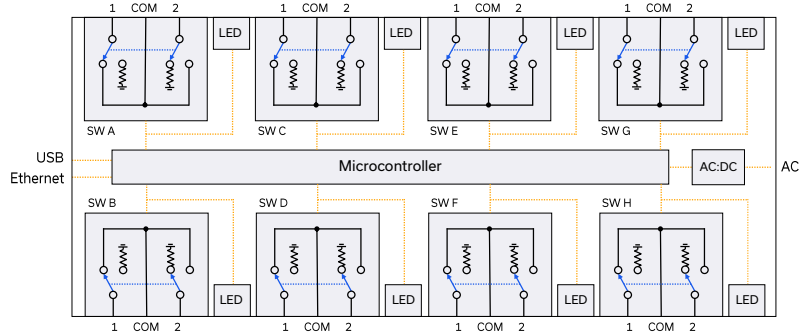 1 COM 2 1 COM 2 1 COM 2 1 COM 2
LED LED LED LED
SW A SW C SW E SW G
USB
Microcontroller AC:DC AC
Ethernet
SW B SW D SW F SW H
LED LED LED LED
1 COM 2 1 COM 2 1 COM 2 1 COM 2